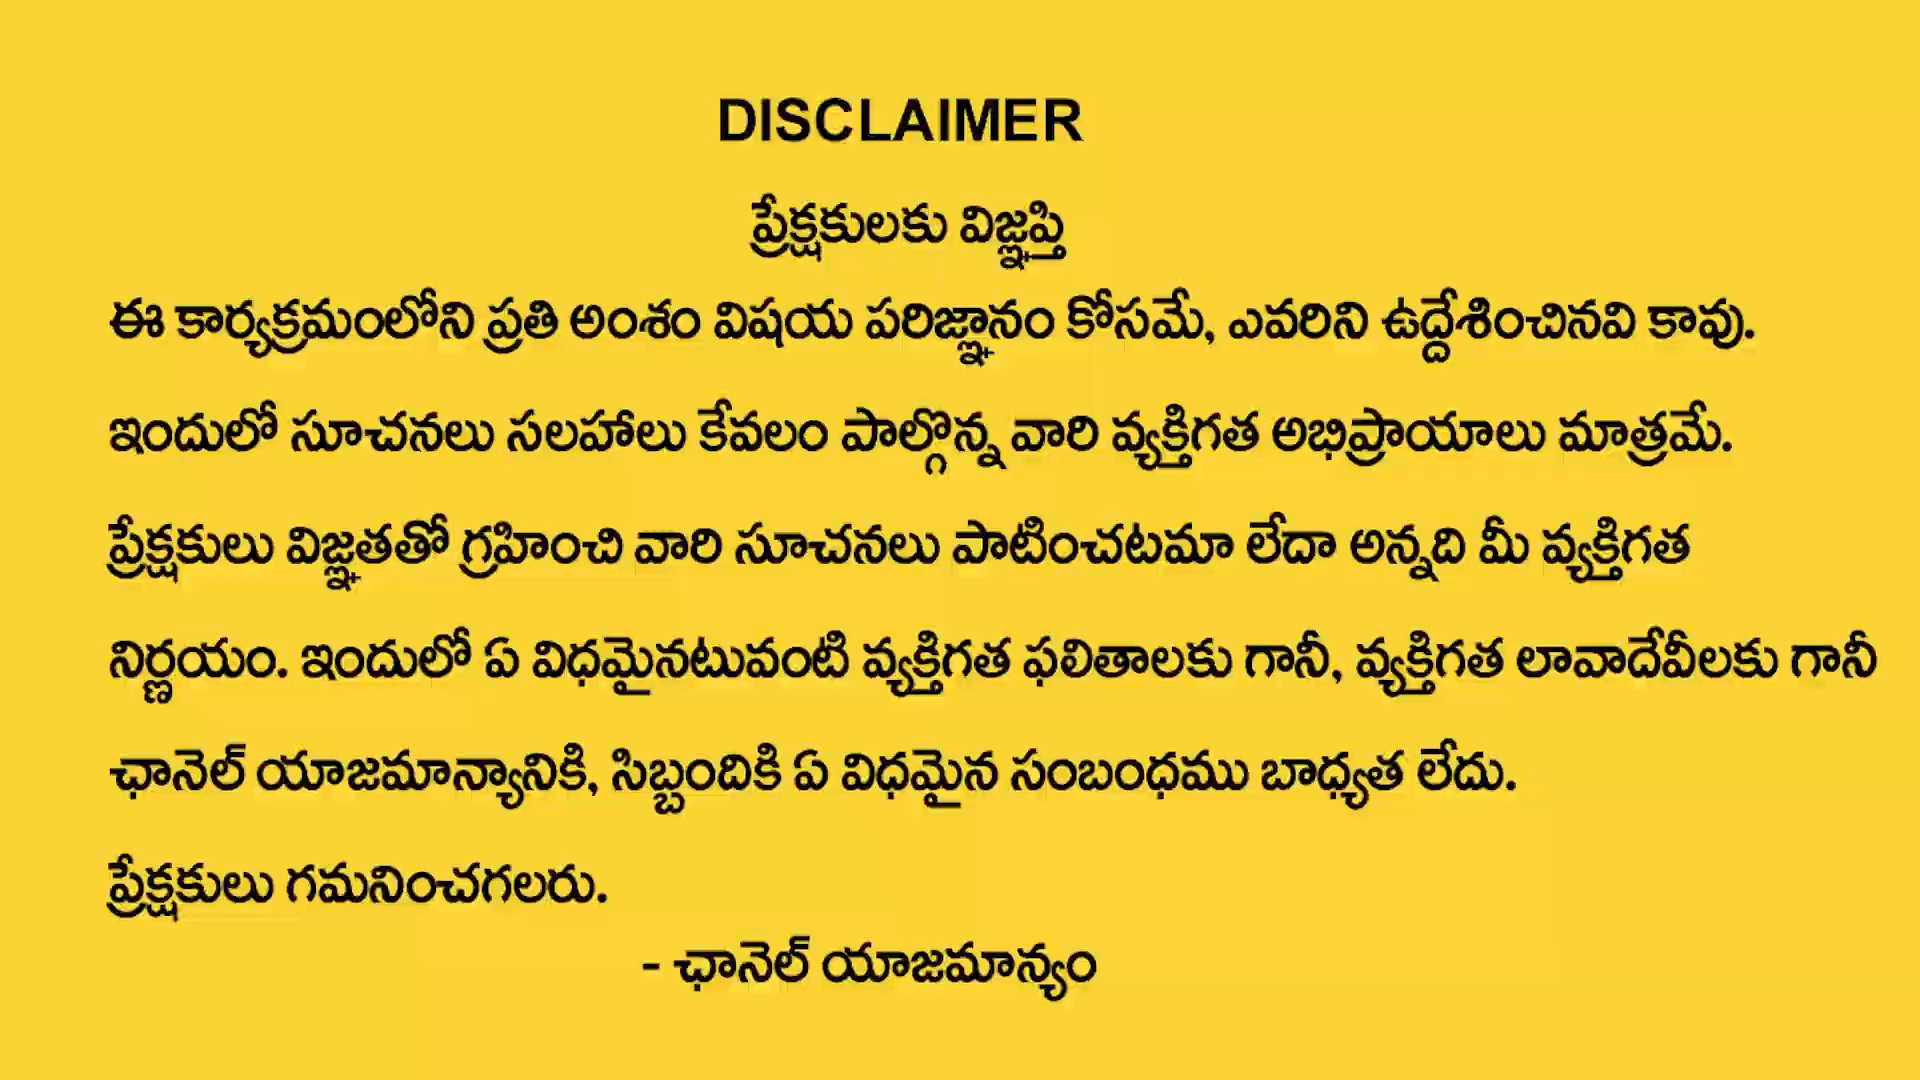 DISCLAIMER
ప్రేక్షకులకు విజ్ఞప్తి
ఈ కార్యక్రమంలోని ప్రతి అంశం విషయ పరిజ్ఞానం కోసమే, ఎవరిని ఉద్దేశించినవి కావు.
ఇందులో సూచనలు సలహాలు కేవలం పాల్గొన్న వారి వ్యక్తిగత అభిప్రాయాలు మాత్రమే.
ప్రేక్షకులు విజ్ఞతతో గ్రహించి వారి సూచనలు పాటించటమా లేదా అన్నది మీ వ్యక్తిగత
నిర్ణయం. ఇందులో ఏ విధమైనటువంటి వ్యక్తిగత ఫలితాలకు గానీ, వ్యక్తిగత లావాదేవీలకు గానీ
ఛానెల్ యాజమాన్యానికి, సిబ్బందికి ఏ విధమైన సంబంధము బాధ్యత లేదు.
ప్రేక్షకులు గమనించగలరు.
- ఛానెల్ యాజమాన్యం